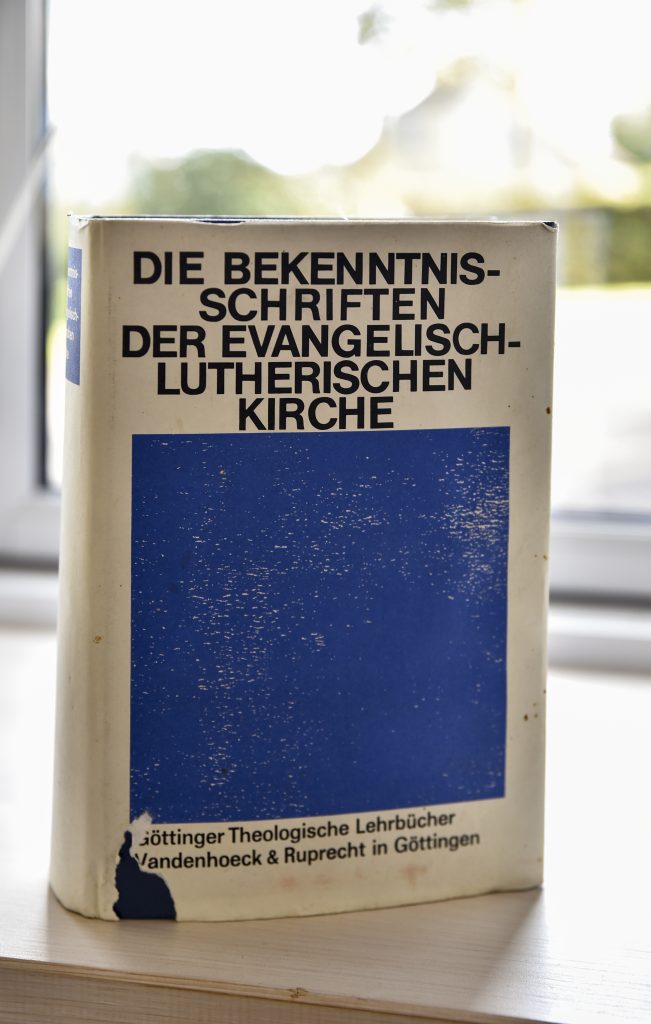 DIE BEKENNTNIS-
SCHRIFTEN
DER EVANGELISCH-
LUTHERISCHEN
KIRCHE
Göttinger Theologische Lehrbücher
Vandenhoeck & Ruprecht in Göttingen